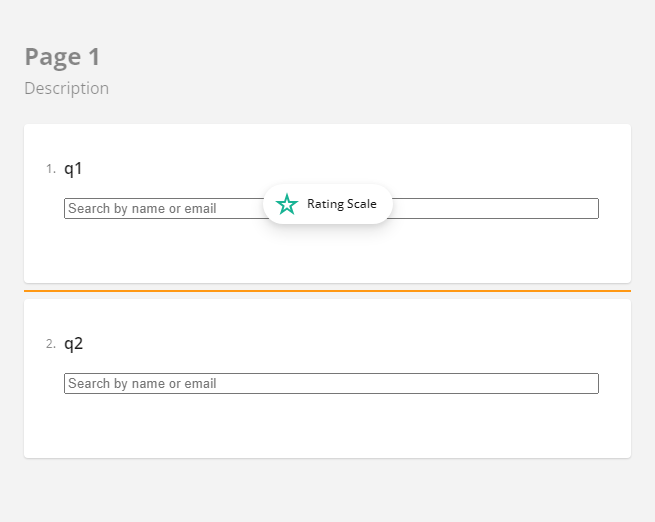 Page 1
Description
1. q1
Search by name or email
Rating Scale
2. q2
Search by name or email